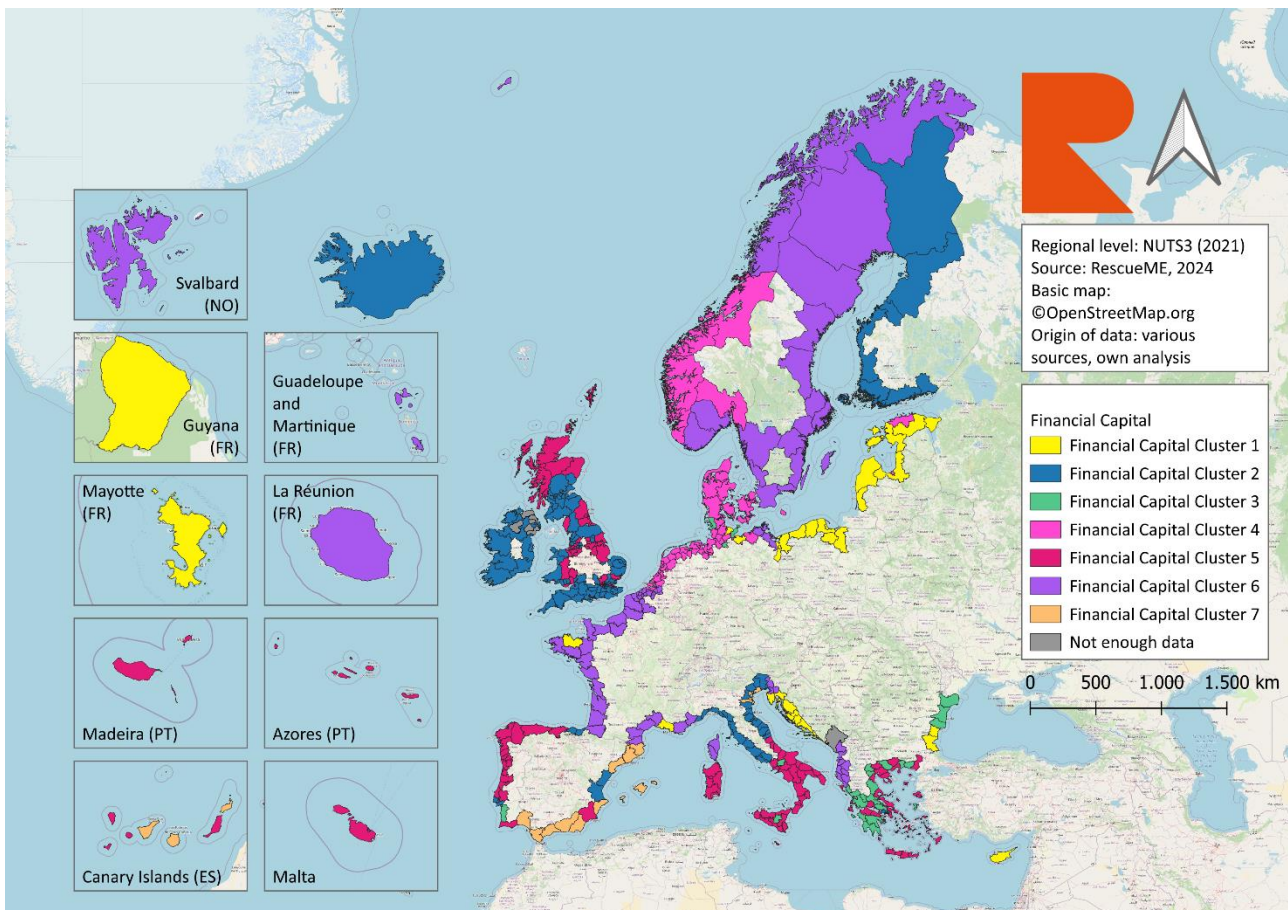 Svalbard
(NO)
Guyana
(FR)
Guadeloupe
and
Martinique
(FR)
Mayotte
(FR)
La Réunion
(FR)
Madeira (PT)
Azores (PT)
Canary Islands (ES)
Malta
R
Regional level: NUTS3 (2021)
Source: RescueME, 2024
Basic map:
©OpenStreetMap.org
Origin of data: various
sources, own analysis
Financial Capital
Financial Capital Cluster 1
Financial Capital Cluster 2
Financial Capital Cluster 3
Financial Capital Cluster 4
Financial Capital Cluster 5
Financial Capital Cluster 6
Financial Capital Cluster 7
Not enough data
0 500 1.000 1.500 km